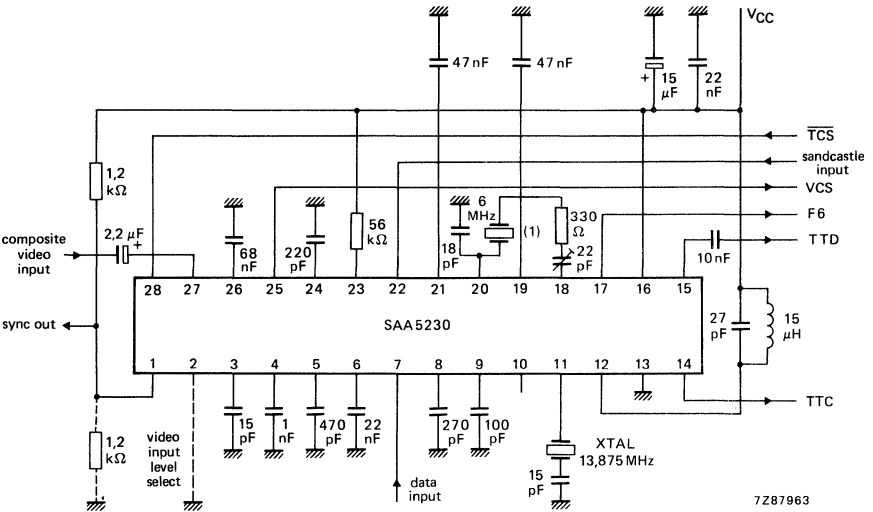 VCC
47 nF
47 nF
+ 15 µF
22 nF
TCS
sandcastle input
VCS
F6
TTD
10 nF
1,2 kΩ
2,2 µF
+
composite video input
68 nF
220 pF
56 kΩ
18 pF
6 MHz
(1)
330 Ω
22 pF
28 27 26 25 24 23 22 21 20 19 18 17 16 15
SAA5230
sync out
27 pF
15 µH
1 2 3 4 5 6 7 8 9 10 11 12 13 14
TTC
1,2 kΩ
video input level select
15 pF
1 nF
470 pF
22 nF
data input
270 pF
100 pF
XTAL
13,875 MHz
15 pF
7Z87963